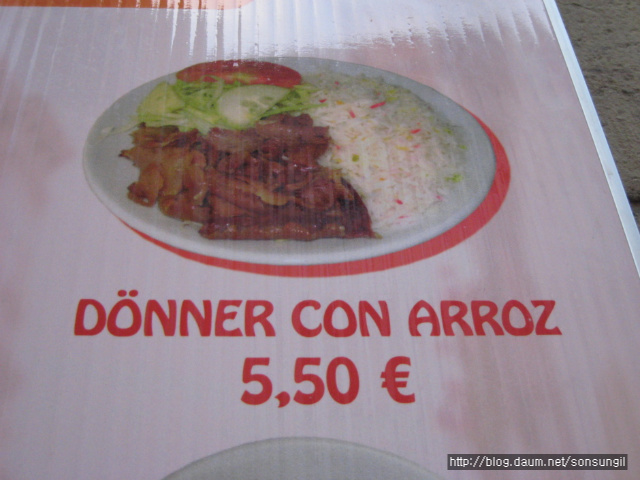 DÖNNER CON ARROZ
5,50 €
http://blog.daum.net/sonsungil